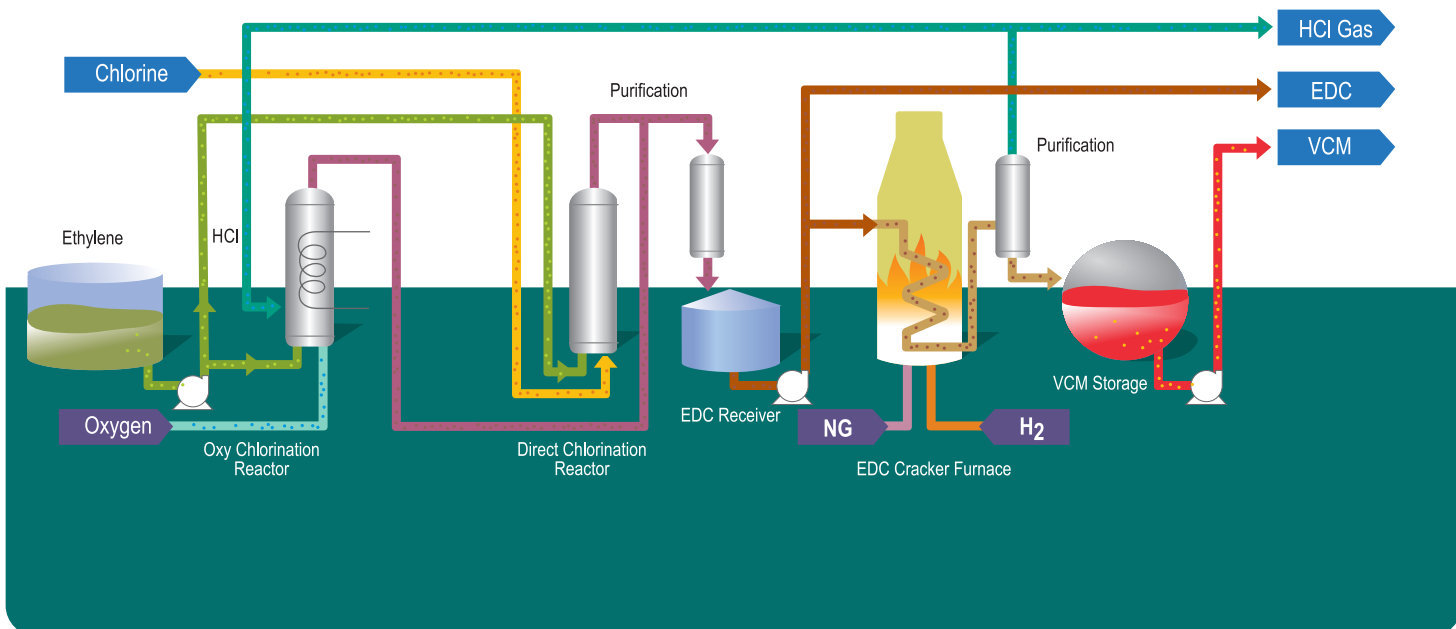 HCl Gas
Chlorine
EDC
Purification
VCM
Purification
Ethylene
HCl
VCM Storage
EDC Receiver
Oxygen
NG
H2
Oxy Chlorination
Reactor
Direct Chlorination
Reactor
EDC Cracker Furnace